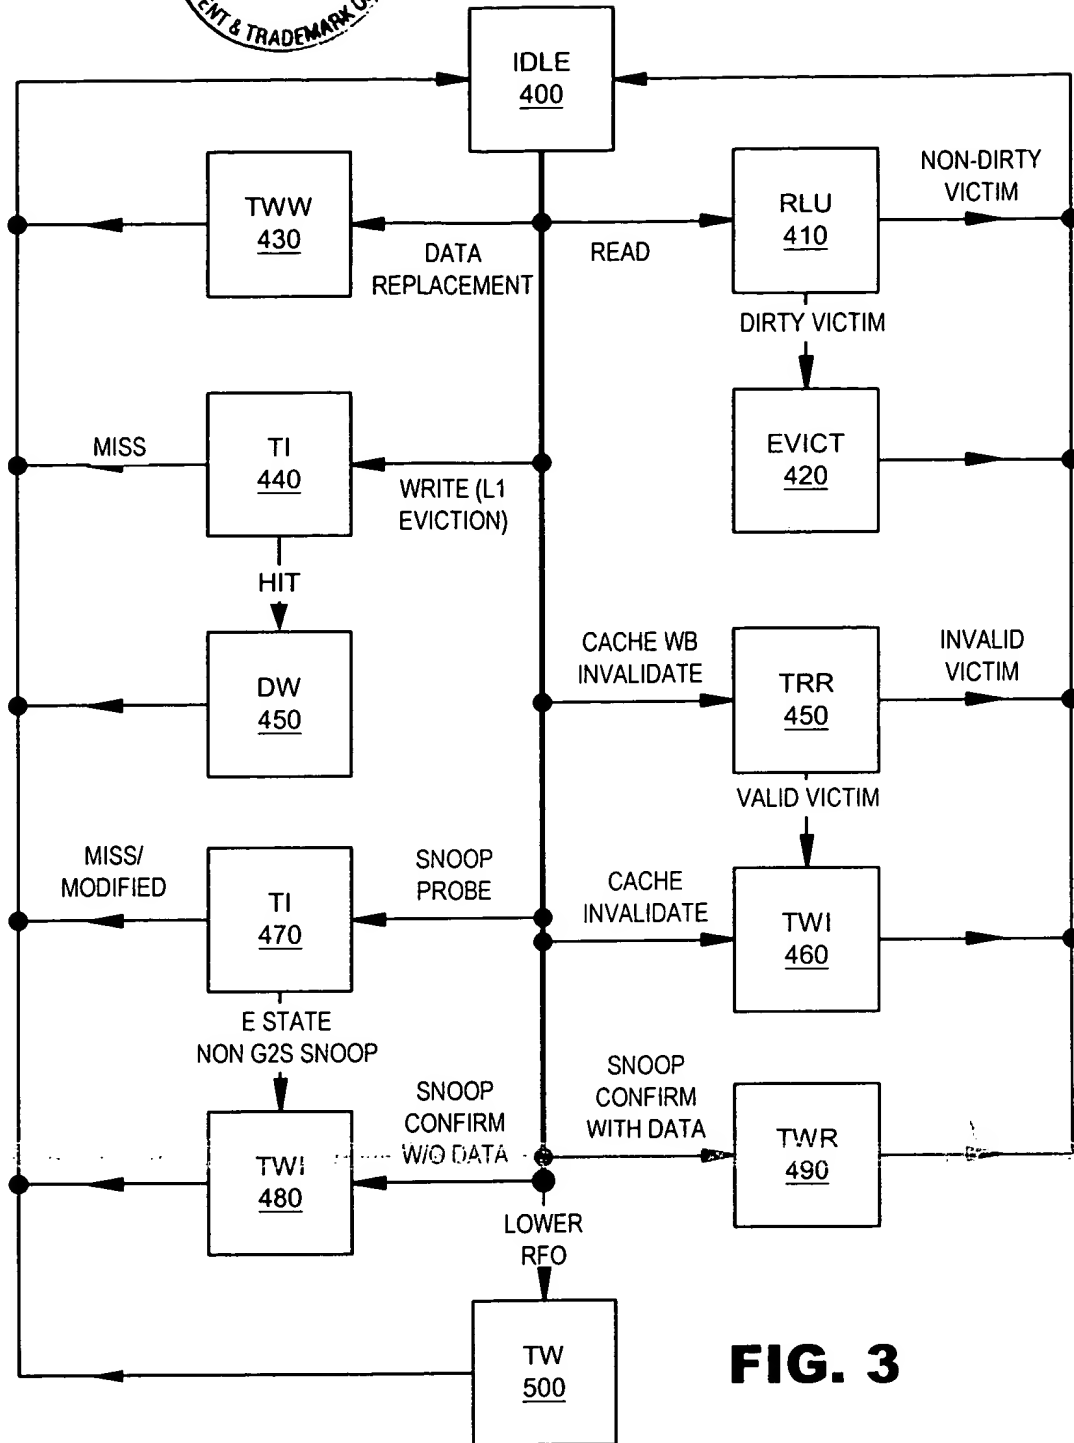 ENT & TRADEMARK
IDLE
400
TWW
430
DATA
REPLACEMENT
READ
RLU
410
NON-DIRTY
VICTIM
DIRTY VICTIM
EVICT
420
MISS
TI
440
WRITE (L1
EVICTION)
HIT
DW
450
CACHE WB
INVALIDATE
TRR
450
INVALID
VICTIM
VALID VICTIM
MISS/
MODIFIED
TI
470
SNOOP
PROBE
CACHE
INVALIDATE
TWI
460
E STATE
NON G2S SNOOP
TWI
480
SNOOP
CONFIRM
W/O DATA
SNOOP
CONFIRM
WITH DATA
TWR
490
LOWER
RFO
TW
500
FIG. 3